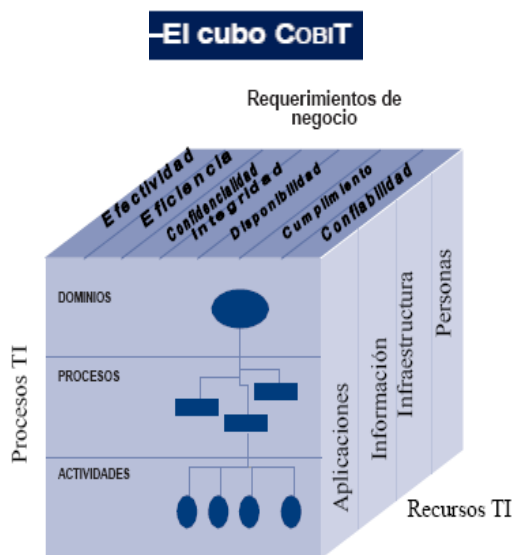 El cubo COBIT
Requerimientos de
negocio
Efectividad
Eficiencia
Confidencialidad
Integridad
Disponibilidad
Cumplimiento
Confiabilidad
Procesos TI
DOMINIOS
PROCESOS
ACTIVIDADES
Aplicaciones
Información
Infraestructura
Personas
Recursos TI